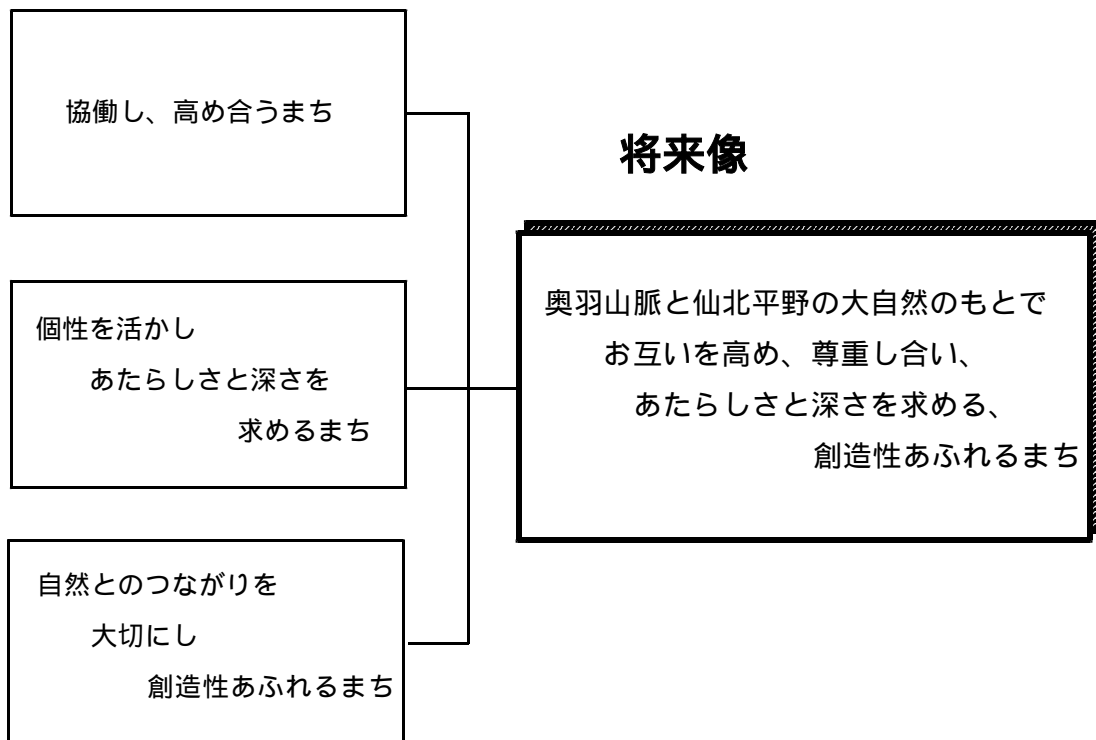 協働し、高め合うまち
個性を活かし
あたらしさと深さを
求めるまち
自然とのつながりを
大切にし
創造性あふれるまち
将来像
奥羽山脈と仙北平野の大自然のもとで
お互いを高め、尊重し合い、
あたらしさと深さを求める、
創造性あふれるまち